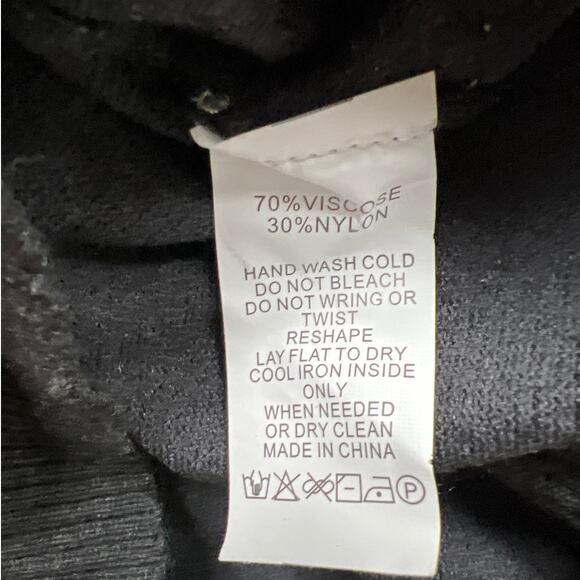 70%VISCOSE
30%NYLON
HAND WASH COLD
DO NOT BLEACH
DO NOT WRING OR
TWIST
RESHAPE
LAY FLAT TO DRY
COOL IRON INSIDE
ONLY
WHEN NEEDED
OR DRY CLEAN
MADE IN CHINA
P